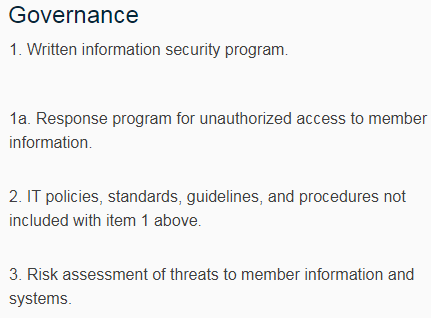 Governance
1. Written information security program.
1a. Response program for unauthorized access to member
information.
2. IT policies, standards, guidelines, and procedures not
included with item 1 above.
3. Risk assessment of threats to member information and
systems.